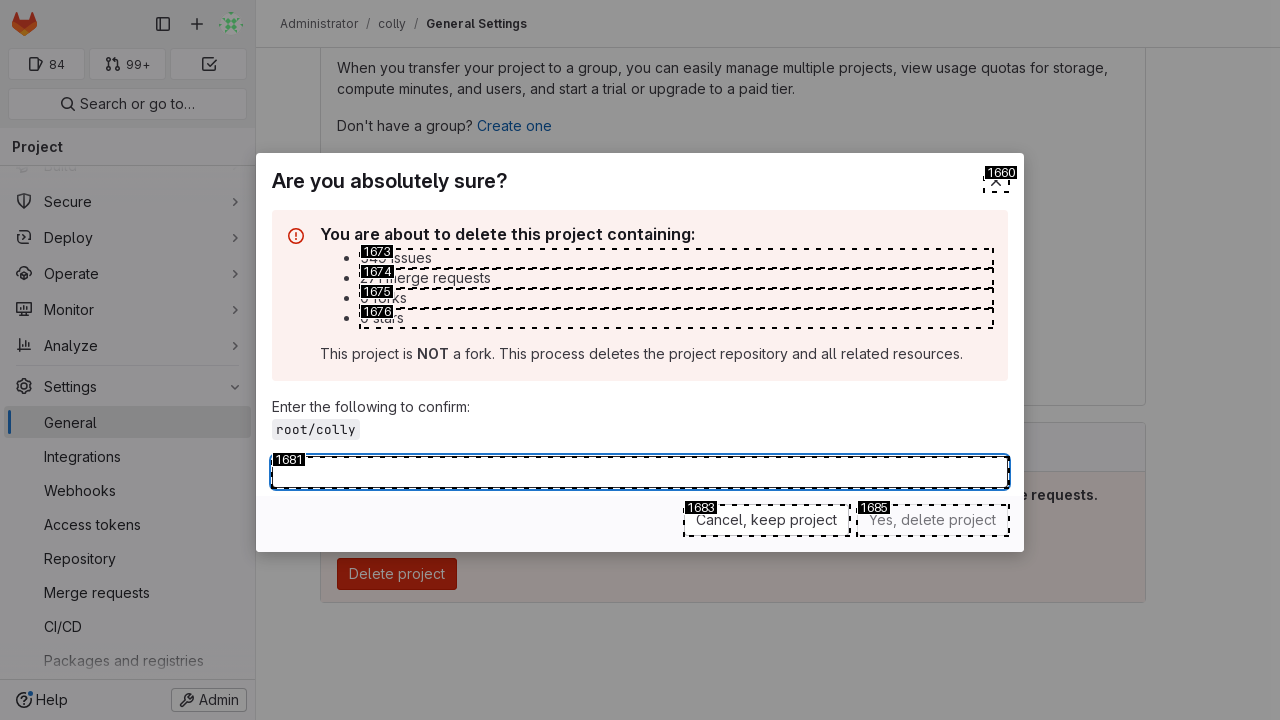 Administrator / colly / General Settings
84
99+
Search or go to…
Project
Secure
Deploy
Operate
Monitor
Analyze
Settings
General
Integrations
Webhooks
Access tokens
Repository
Merge requests
CI/CD
Packages and registries
Help
Admin
When you transfer your project to a group, you can easily manage multiple projects, view usage quotas for storage,
compute minutes, and users, and start a trial or upgrade to a paid tier.
Don't have a group? Create one
Are you absolutely sure?
1660
You are about to delete this project containing:
1673
issues
1674
merge requests
1675
forks
1676
stars
This project is NOT a fork. This process deletes the project repository and all related resources.
Enter the following to confirm:
root/colly
1681
1683
Cancel, keep project
1685
Yes, delete project
e requests.
Delete project